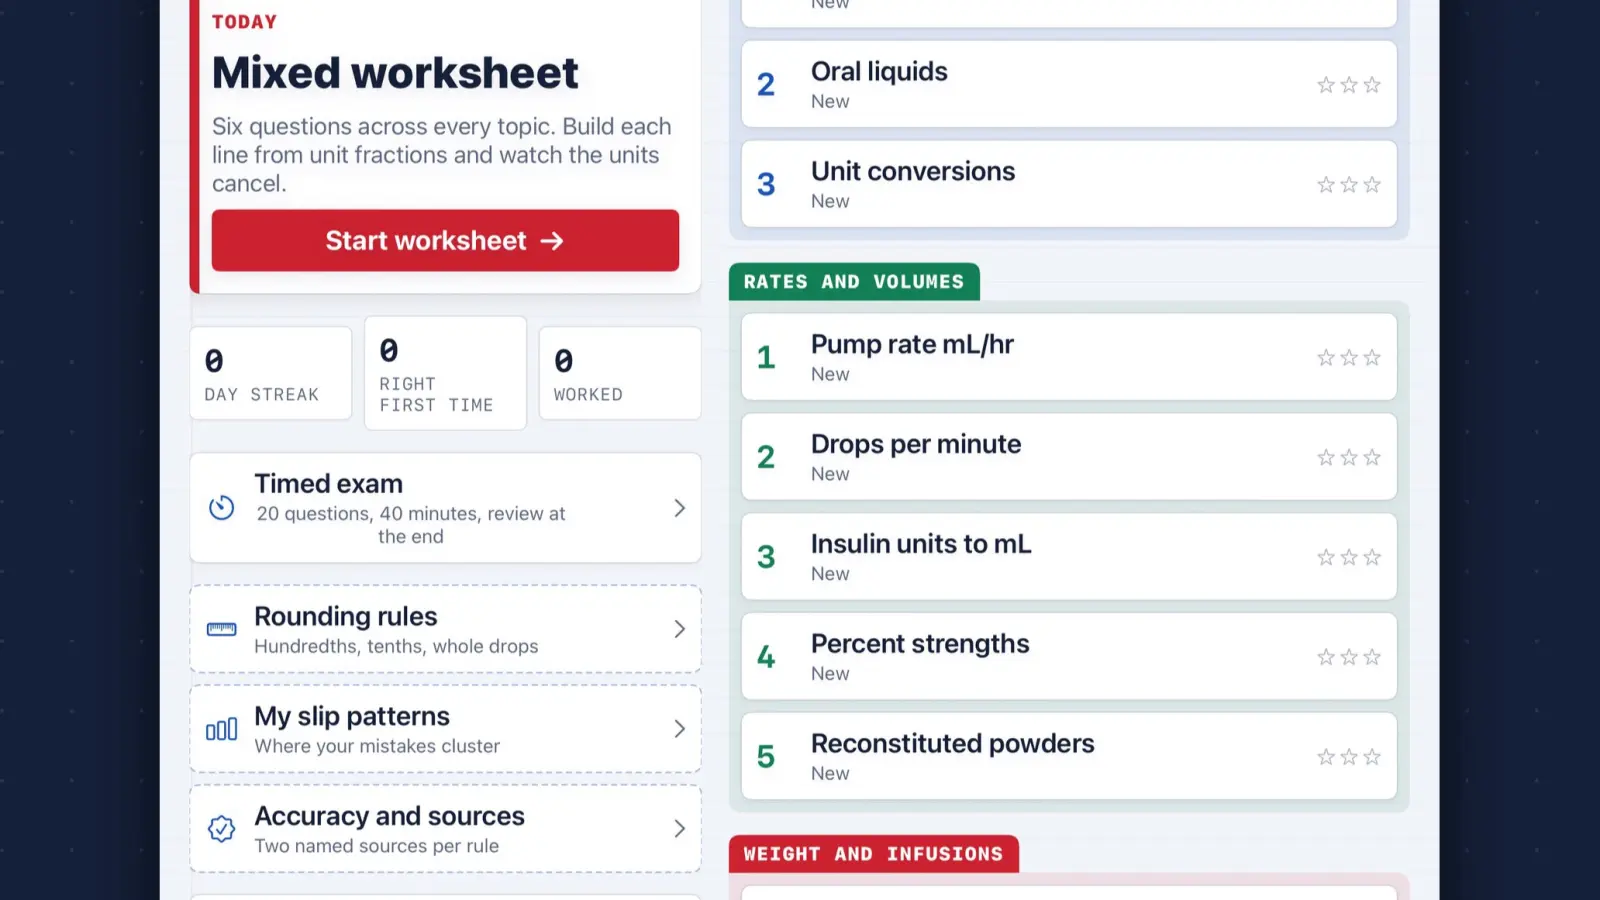 TODAY
Mixed worksheet
Six questions across every topic. Build each
line from unit fractions and watch the units
cancel.
Start worksheet →
0
DAY STREAK
0
RIGHT
FIRST TIME
0
WORKED
Timed exam
20 questions, 40 minutes, review at
the end
Rounding rules
Hundredths, tenths, whole drops
My slip patterns
Where your mistakes cluster
Accuracy and sources
Two named sources per rule
New
2
Oral liquids
New
3
Unit conversions
New
RATES AND VOLUMES
1
Pump rate mL/hr
New
2
Drops per minute
New
3
Insulin units to mL
New
4
Percent strengths
New
5
Reconstituted powders
New
WEIGHT AND INFUSIONS